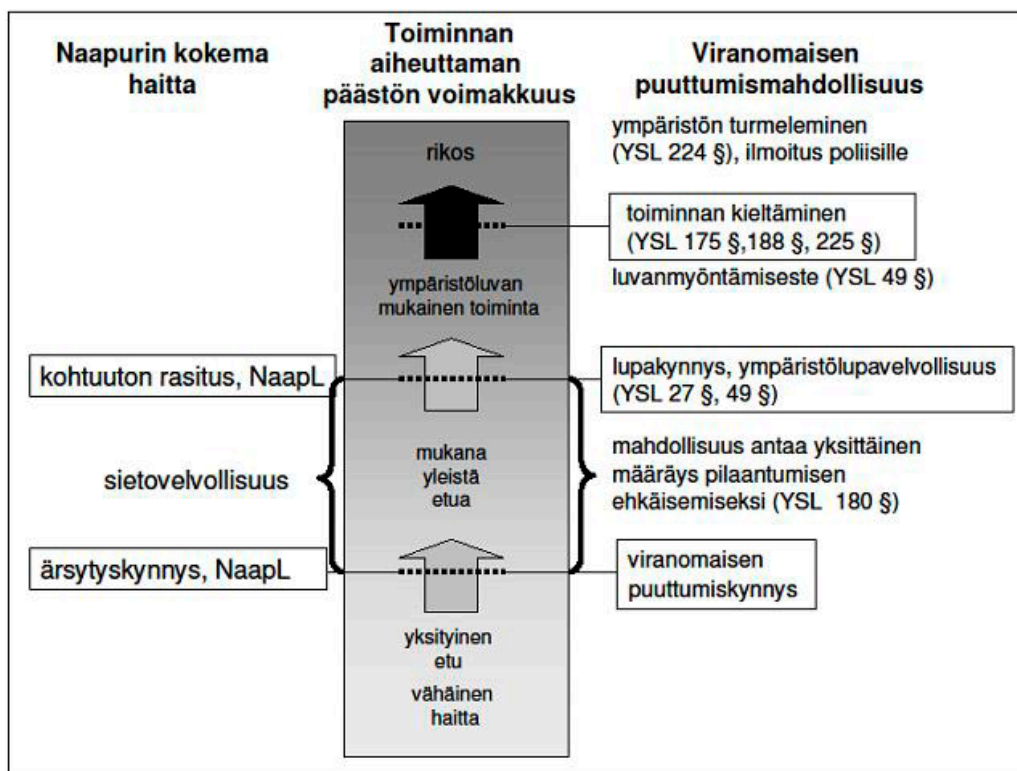 Naapurin kokema
haitta
Toiminnan
aiheuttaman
päästön voimakkuus
Viranomaisen
puuttumismahdollisuus
rikos
ympäristön turmeleminen
(YSL 224 §), ilmoitus poliisille
toiminnan kieltäminen
(YSL 175 §,188 §, 225 §)
luvanmyöntämiseste (YSL 49 §)
ympäristöluvan
mukainen toiminta
kohtuuton rasitus, NaapL
lupakynnys, ympäristölupavelvollisuus
(YSL 27 §, 49 §)
sietovelvollisuus
mukana
yleistä
etua
mahdollisuus antaa yksittäinen
määräys pilaantumisen
ehkäisemiseksi (YSL 180 §)
ärsytyskynnys, NaapL
viranomaisen
puuttumiskynnys
yksityinen
etu
vähäinen
haitta